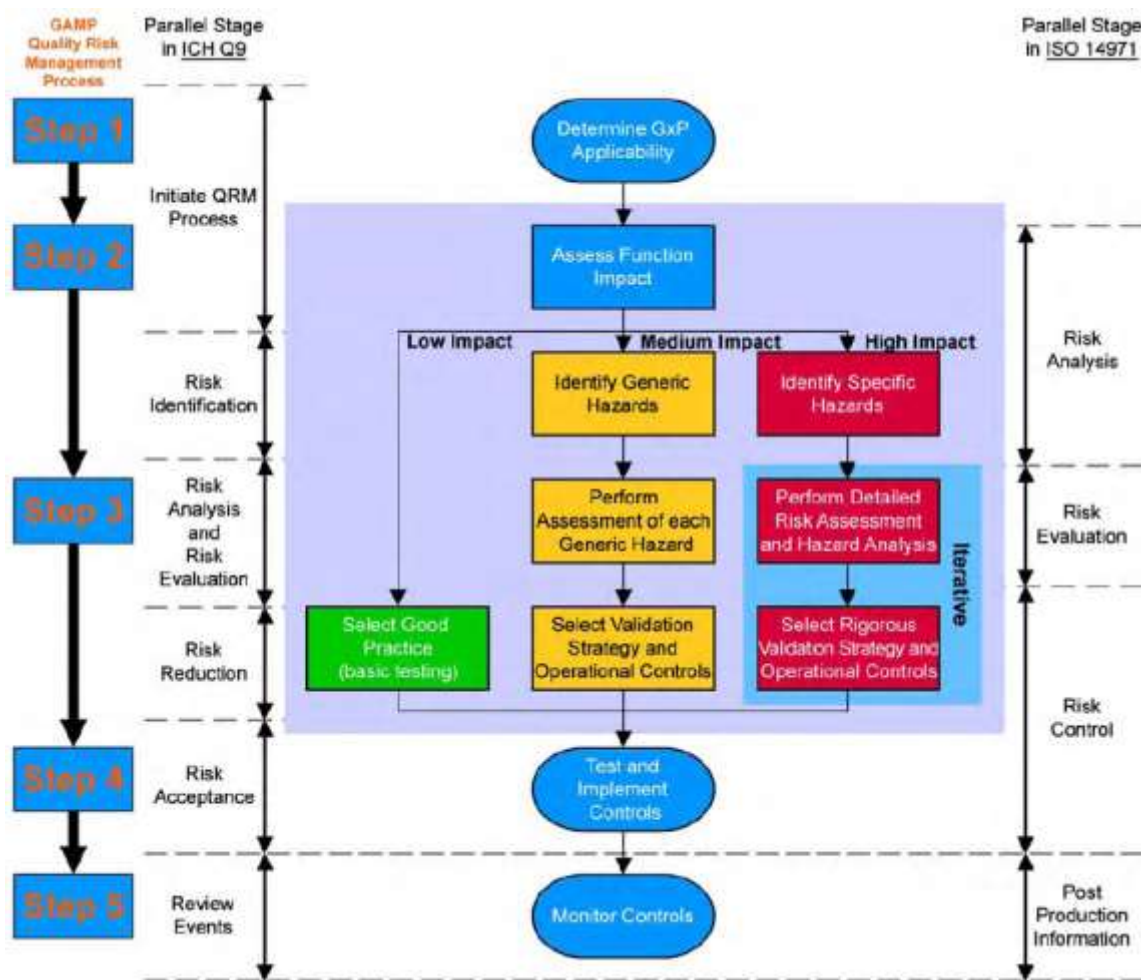 GAMP
Quality Risk
Management
Process
Parallel Stage
in ICH Q9
Parallel Stage
in ISO 14971
Step 1
Determine GxP
Applicability
Initiate QRM
Process
Step 2
Assess Function
Impact
Low Impact
Medium Impact
High Impact
Risk
Analysis
Risk
Identification
Identify Generic
Hazards
Identify Specific
Hazards
Step 3
Risk
Analysis
and
Risk
Evaluation
Perform
Assessment of each
Generic Hazard
Perform Detailed
Risk Assessment
and Hazard Analysis
Iterative
Risk
Evaluation
Risk
Reduction
Select Good
Practice
(basic testing)
Select Validation
Strategy and
Operational Controls
Select Rigorous
Validation Strategy and
Operational Controls
Risk
Control
Step 4
Risk
Acceptance
Test and
Implement
Controls
Step 5
Review
Events
Monitor Controls
Post
Production
Information